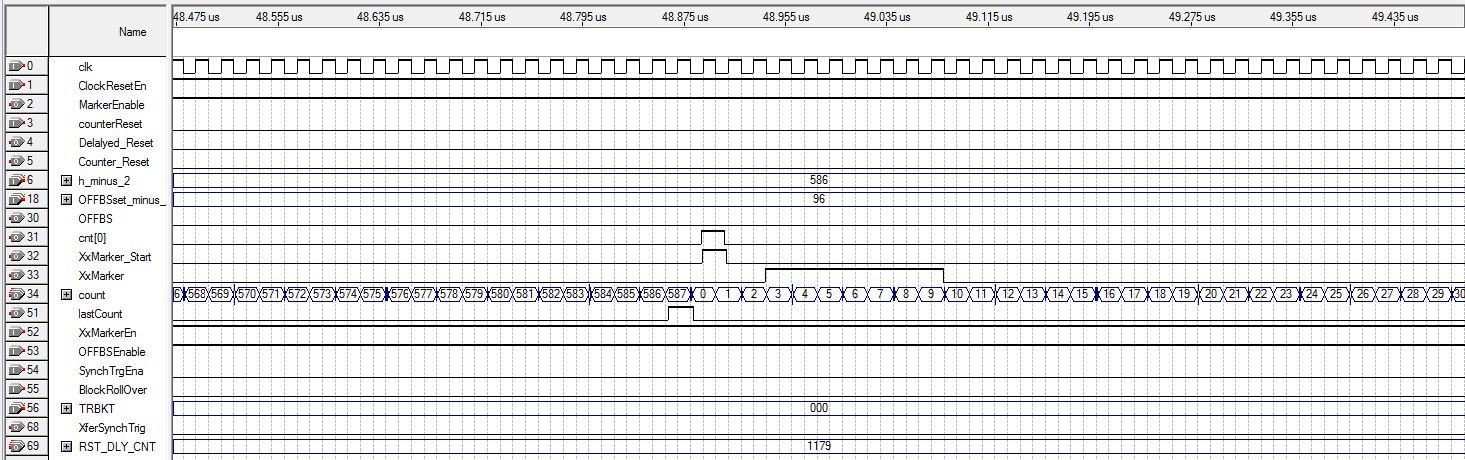 48.475 us 48.555 us 48.635 us 48.715 us 48.795 us 48.875 us 48.955 us 49.035 us 49.115 us 49.195 us 49.275 us 49.355 us 49.435 us
Name
0 clk
1 ClockResetEn
2 MarkerEnable
3 counterReset
4 Delalyed_Reset
5 Counter_Reset
6 h_minus_2 586
18 OFFBSset_minus_ 96
30 OFFBS
31 cnt[0]
32 XxMarker_Start
33 XxMarker
34 count 6 568 569 570 571 572 573 574 575 576 577 578 579 580 581 582 583 584 585 586 587 0 1 2 3 4 5 6 7 8 9 10 11 12 13 14 15 16 17 18 19 20 21 22 23 24 25 26 27 28 29 30
51 lastCount
52 XxMarkerEn
53 OFFBSEnable
54 SynchTrgEna
55 BlockRollOver
56 TRBKT 000
68 XferSynchTrig
69 RST_DLY_CNT 1179